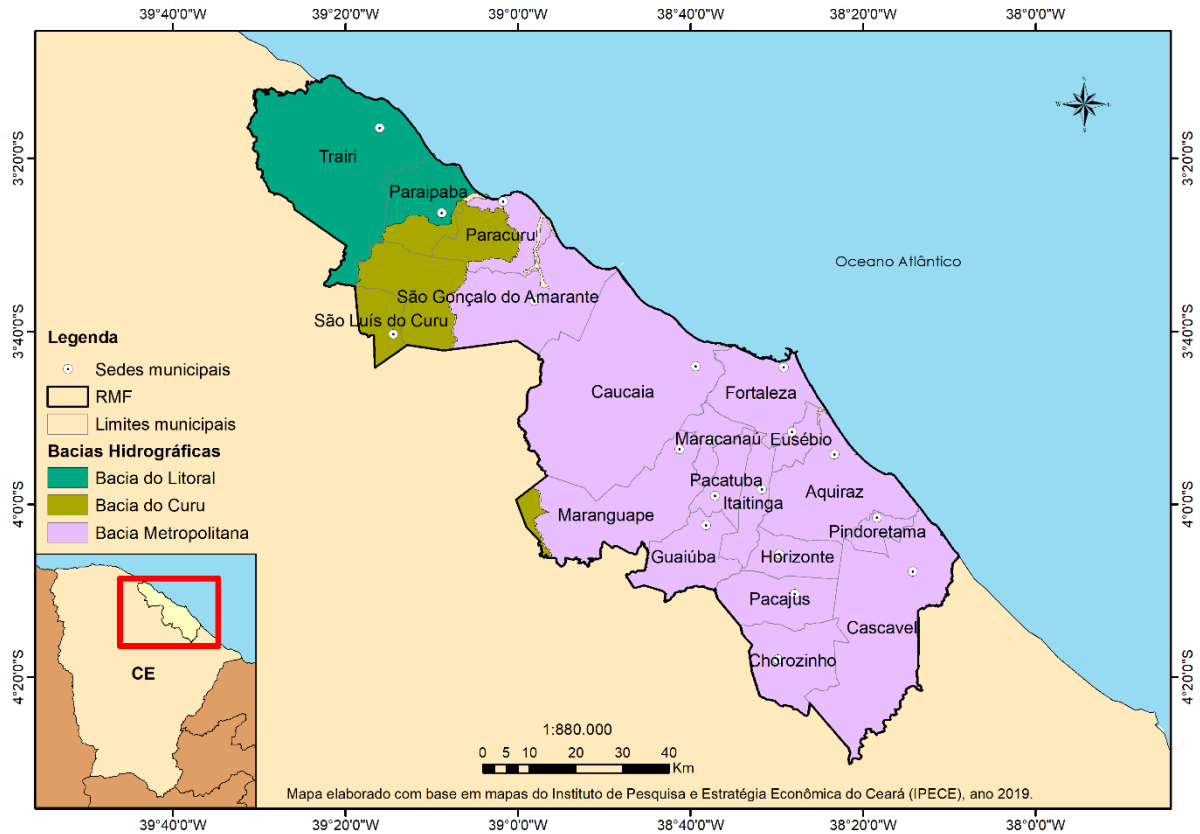 39°40'0"W 39°20'0"W 39°0'0"W 38°40'0"W 38°20'0"W 38°0'0"W
3°20'0"S 3°20'0"S
3°40'0"S 3°40'0"S
4°0'0"S 4°0'0"S
4°20'0"S 4°20'0"S
N
W E
S
Trairi
Paraipaba
Paracuru
Oceano Atlântico
São Gonçalo do Amarante
São Luís do Curu
Caucaia
Fortaleza
Maracanaú
Eusébio
Pacatuba
Itaitinga
Aquiraz
Maranguape
Pindoretama
Guaiúba
Horizonte
Pacajus
Cascavel
Chorozinho
Legenda
Sedes municipais
RMF
Limites municipais
Bacias Hidrográficas
Bacia do Litoral
Bacia do Curu
Bacia Metropolitana
CE
1:880.000
0 5 10 20 30 40
Km
Mapa elaborado com base em mapas do Instituto de Pesquisa e Estratégia Econômica do Ceará (IPECE), ano 2019.
39°40'0"W 39°20'0"W 39°0'0"W 38°40'0"W 38°20'0"W 38°0'0"W